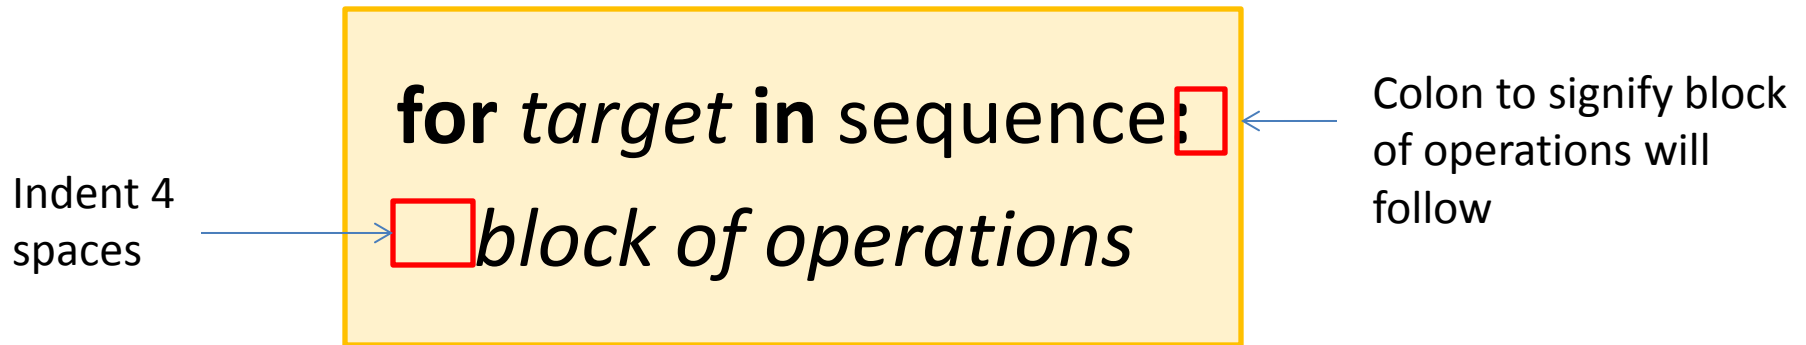 for target in sequence:
Colon to signify block
of operations will
follow
Indent 4
spaces
block of operations